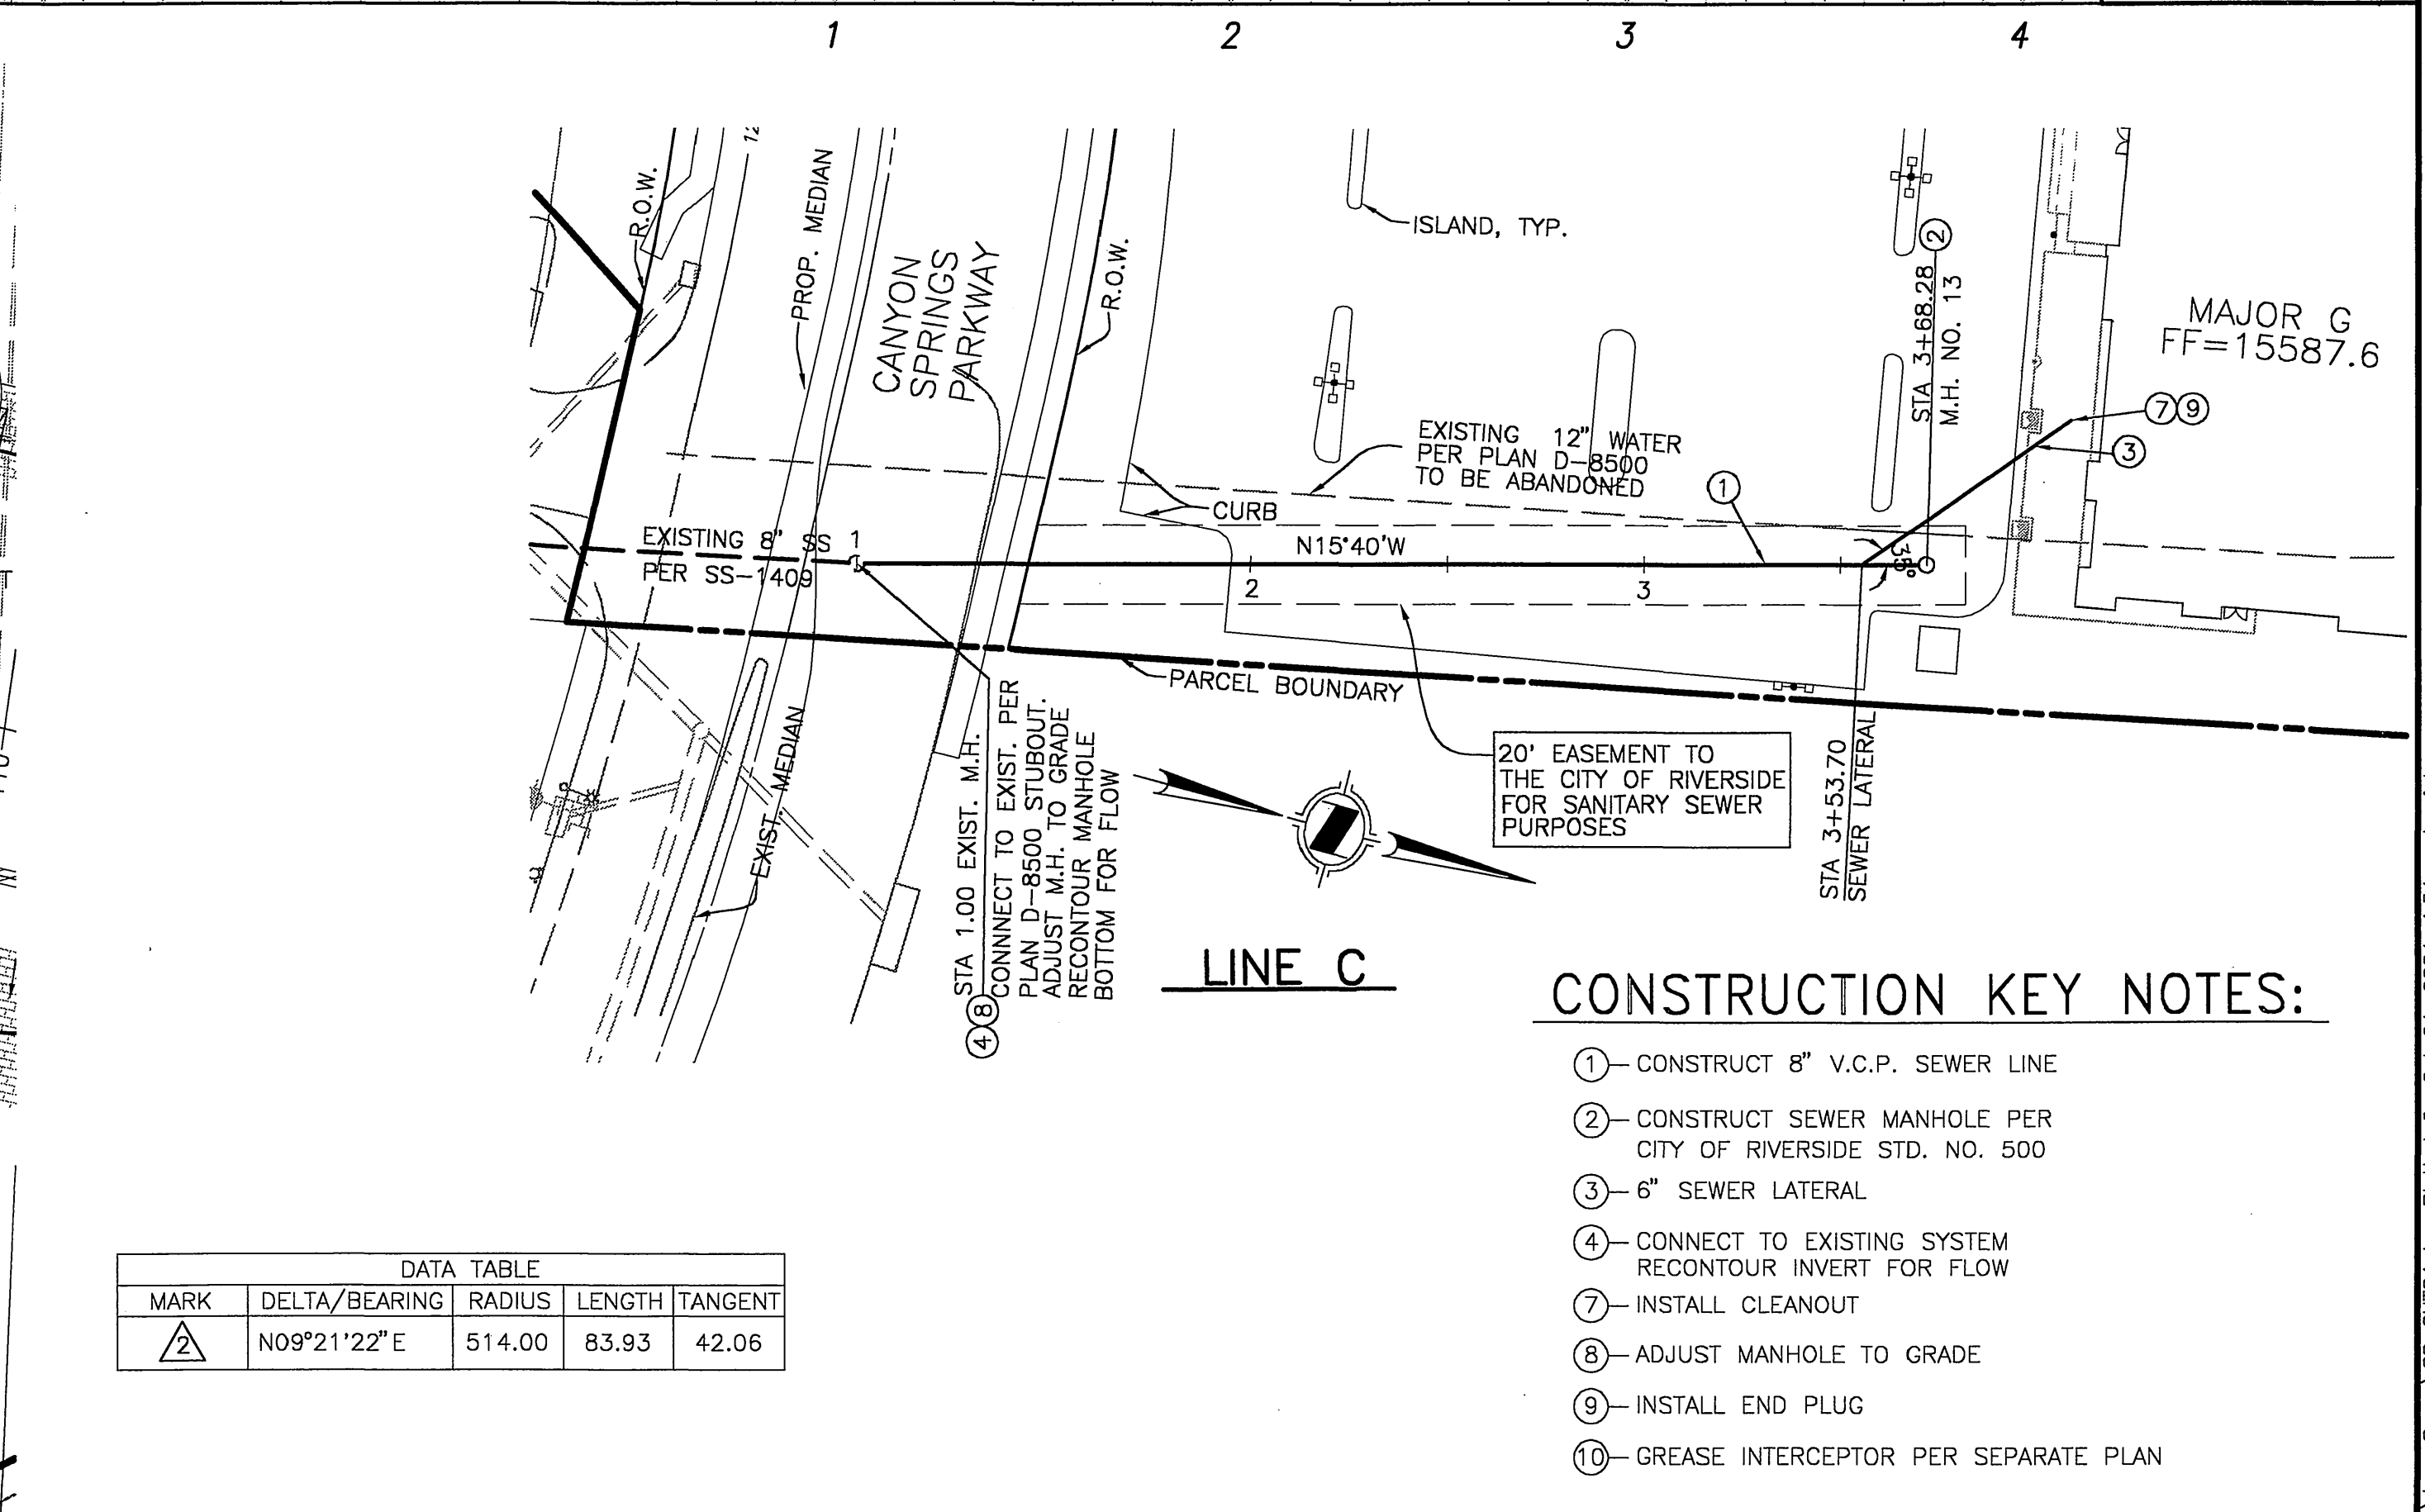 1 2 3 4
R.O.W.
12
PROP. MEDIAN
CANYON
SPRINGS
PARKWAY
R.O.W.
ISLAND, TYP.
2
STA 3+68.28
M.H. NO. 13
MAJOR G
FF=15587.6
7 9
3
EXISTING 12" WATER
PER PLAN D-8500
TO BE ABANDONED
1
CURB
EXISTING 8" SS 1
PER SS-1409
N15°40'W
2
3
35°
PARCEL BOUNDARY
EXIST. MEDIAN
STA 1.00 EXIST. M.H.
4 8
CONNNECT TO EXIST. PER
PLAN D-8500 STUBOUT.
ADJUST M.H. TO GRADE
RECONTOUR MANHOLE
BOTTOM FOR FLOW
20' EASEMENT TO
THE CITY OF RIVERSIDE
FOR SANITARY SEWER
PURPOSES
STA 3+53.70
SEWER LATERAL
LINE C
CONSTRUCTION KEY NOTES:
1 CONSTRUCT 8" V.C.P. SEWER LINE
2 CONSTRUCT SEWER MANHOLE PER
CITY OF RIVERSIDE STD. NO. 500
3 6" SEWER LATERAL
4 CONNECT TO EXISTING SYSTEM
RECONTOUR INVERT FOR FLOW
7 INSTALL CLEANOUT
8 ADJUST MANHOLE TO GRADE
9 INSTALL END PLUG
10 GREASE INTERCEPTOR PER SEPARATE PLAN
DATA TABLE
MARK DELTA/BEARING RADIUS LENGTH TANGENT
2 N09°21'22"E 514.00 83.93 42.06